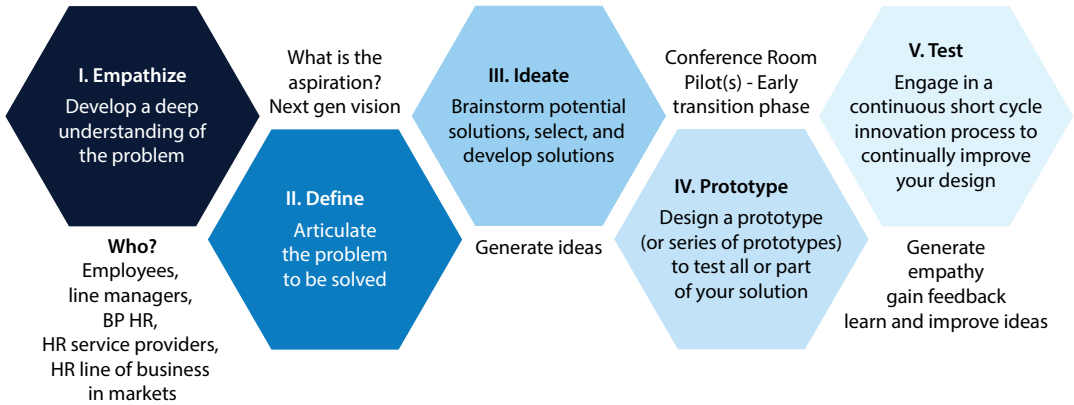 I. Empathize
Develop a deep
understanding of
the problem
Who?
Employees,
line managers,
BP HR,
HR service providers,
HR line of business
in markets
What is the
aspiration?
Next gen vision
II. Define
Articulate
the problem
to be solved
III. Ideate
Brainstorm potential
solutions, select, and
develop solutions
Generate ideas
Conference Room
Pilot(s) - Early
transition phase
IV. Prototype
Design a prototype
(or series of prototypes)
to test all or part
of your solution
V. Test
Engage in a
continuous short cycle
innovation process to
continually improve
your design
Generate
empathy
gain feedback
learn and improve ideas